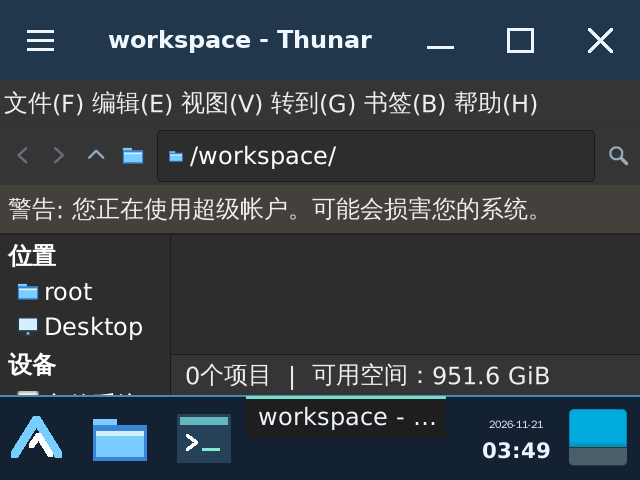 workspace - Thunar
文件(F) 编辑(E) 视图(V) 转到(G) 书签(B) 帮助(H)
/workspace/
警告: 您正在使用超级帐户。可能会损害您的系统。
位置
root
Desktop
设备
0个项目 | 可用空间：951.6 GiB
workspace - ...
2026-11-21
03:49